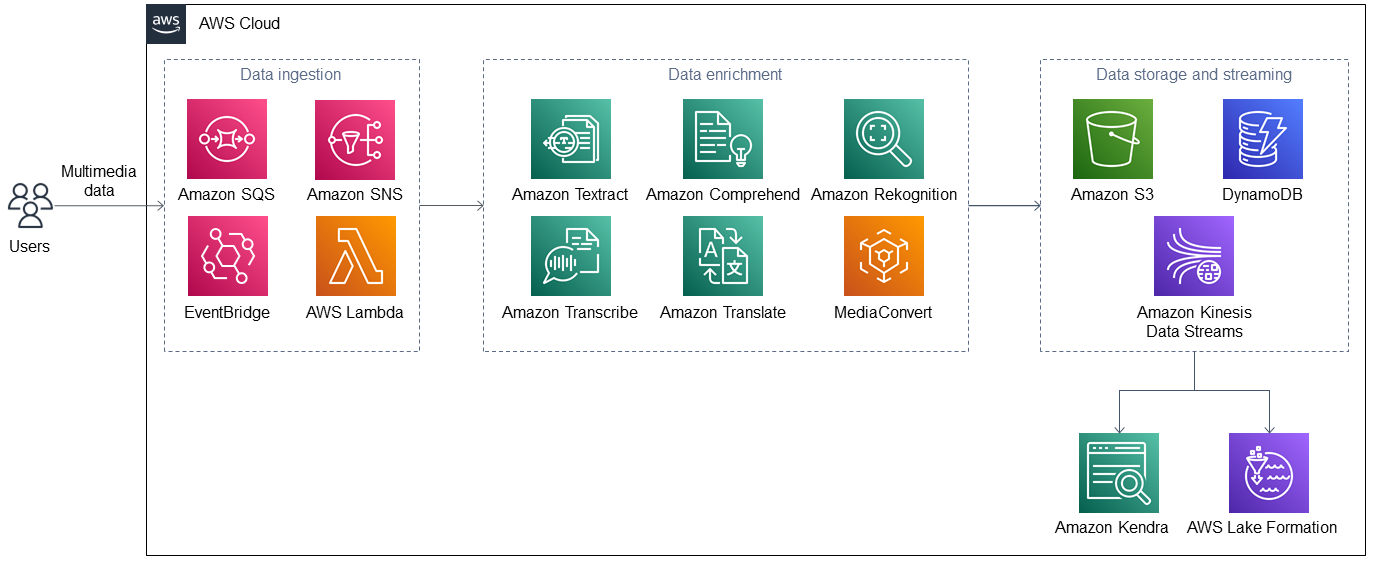 aws
AWS Cloud
Data ingestion
Data enrichment
Data storage and streaming
Multimedia
data
Users
Amazon SQS
Amazon SNS
EventBridge
AWS Lambda
Amazon Textract
Amazon Comprehend
Amazon Rekognition
Amazon Transcribe
Amazon Translate
MediaConvert
Amazon S3
DynamoDB
Amazon Kinesis
Data Streams
Amazon Kendra
AWS Lake Formation
T
A
文